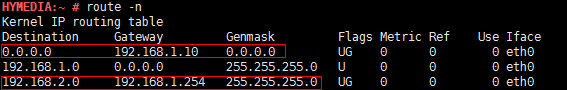 HYMEDIA:~ # route -n
Kernel IP routing table
Destination Gateway Genmask Flags Metric Ref Use Iface
0.0.0.0 192.168.1.10 0.0.0.0 UG 0 0 0 eth0
192.168.1.0 0.0.0.0 255.255.255.0 U 0 0 0 eth0
192.168.2.0 192.168.1.254 255.255.255.0 UG 0 0 0 eth0